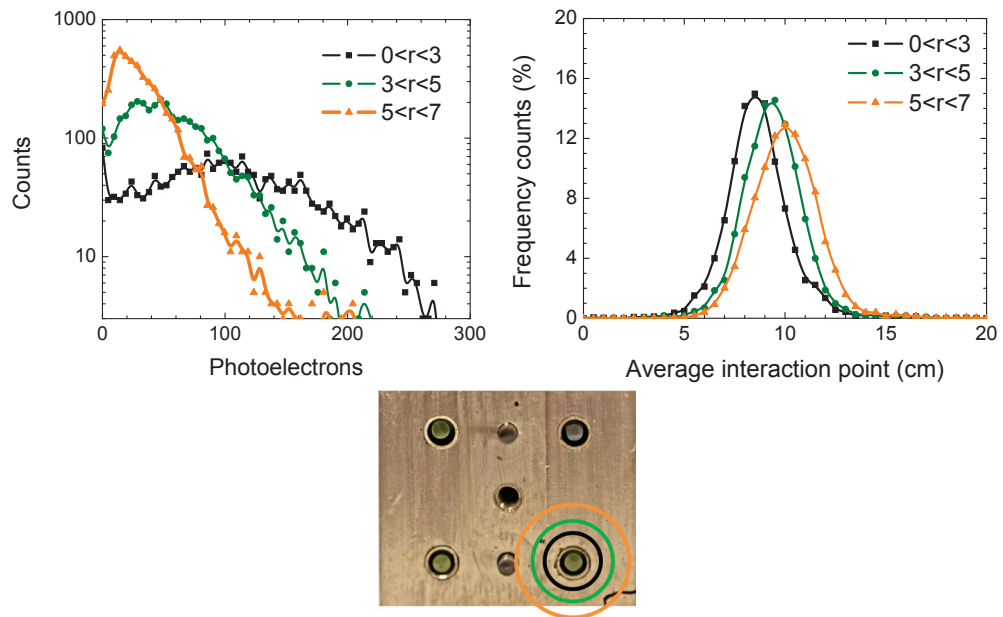 1000
100
10
Counts
0<r<3
3<r<5
5<r<7
0 100 200 300
Photoelectrons
20
16
12
8
4
0
Frequency counts (%)
0<r<3
3<r<5
5<r<7
0 5 10 15 20
Average interaction point (cm)